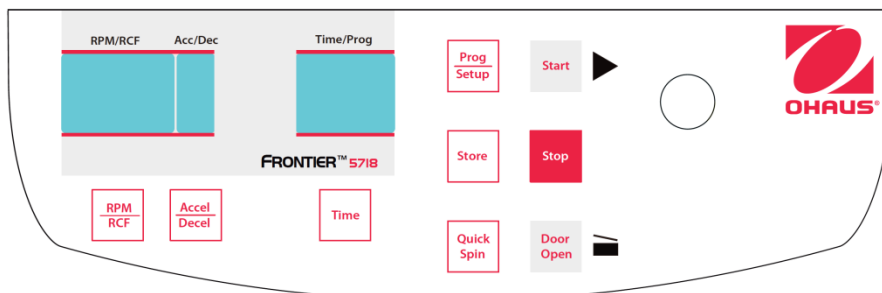 RPM/RCF Acc/Dec Time/Prog
FRONTIER™ 5718
RPM
RCF
Accel
Decel
Time
Prog
Setup
Start
Store
Stop
Quick
Spin
Door
Open
OHAUS®